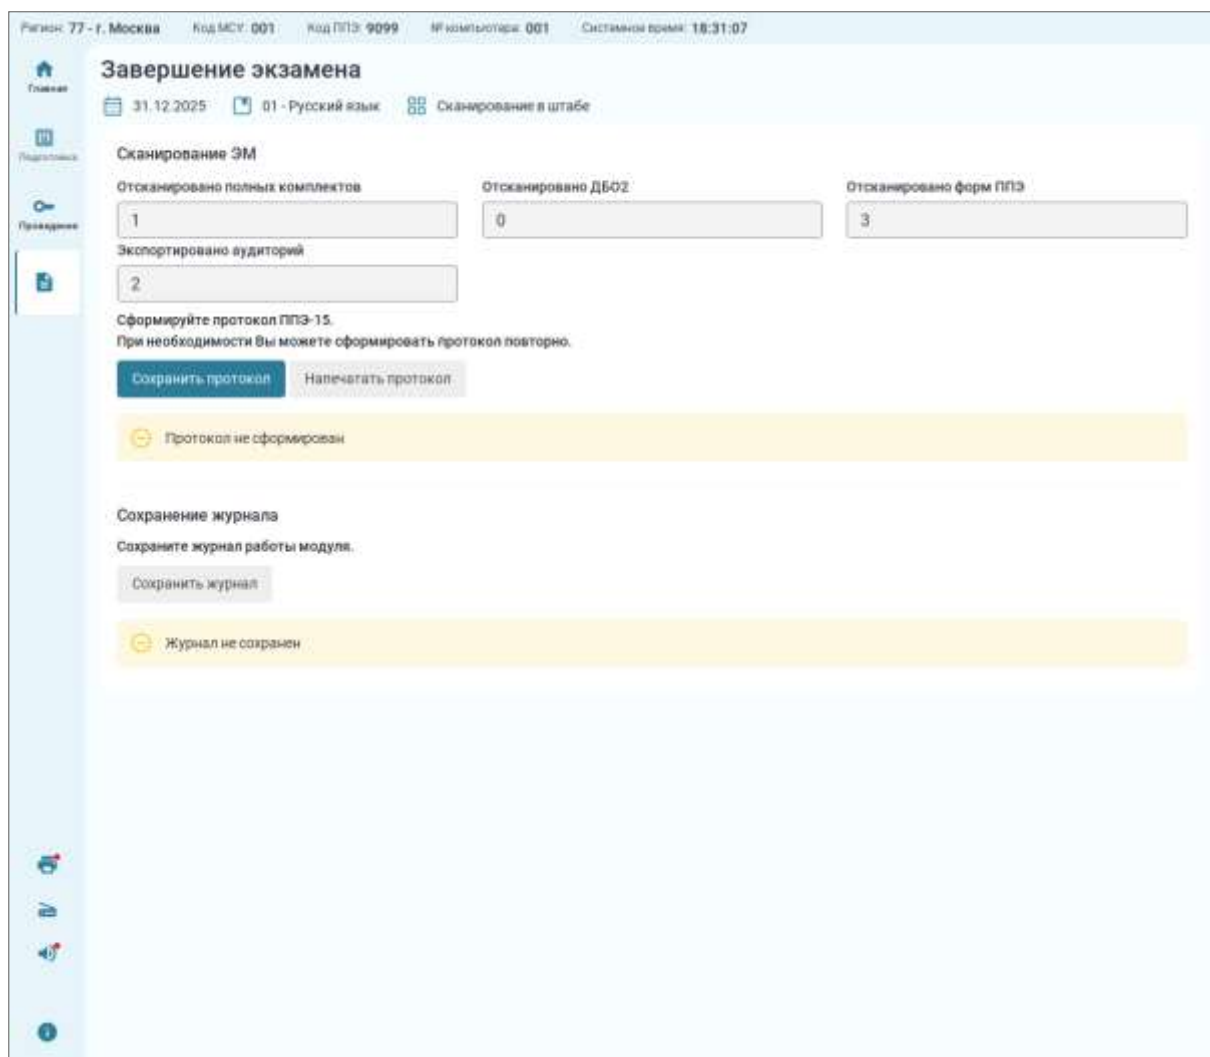 Регион: 77 - г. Москва Код МСУ: 001 Код ППЭ: 9099 № компьютера: 001 Системное время: 18:31:07
Главная
Завершение экзамена
31.12.2025 01 - Русский язык Сканирование в штабе
Подготовка
Сканирование ЭМ
Отсканировано полных комплектов Отсканировано ДБО2 Отсканировано форм ППЭ
Проведение
1 0 3
Экспортировано аудиторий
2
Сформируйте протокол ППЭ-15.
При необходимости Вы можете сформировать протокол повторно.
Сохранить протокол Напечатать протокол
Протокол не сформирован
Сохранение журнала
Сохраните журнал работы модуля.
Сохранить журнал
Журнал не сохранен